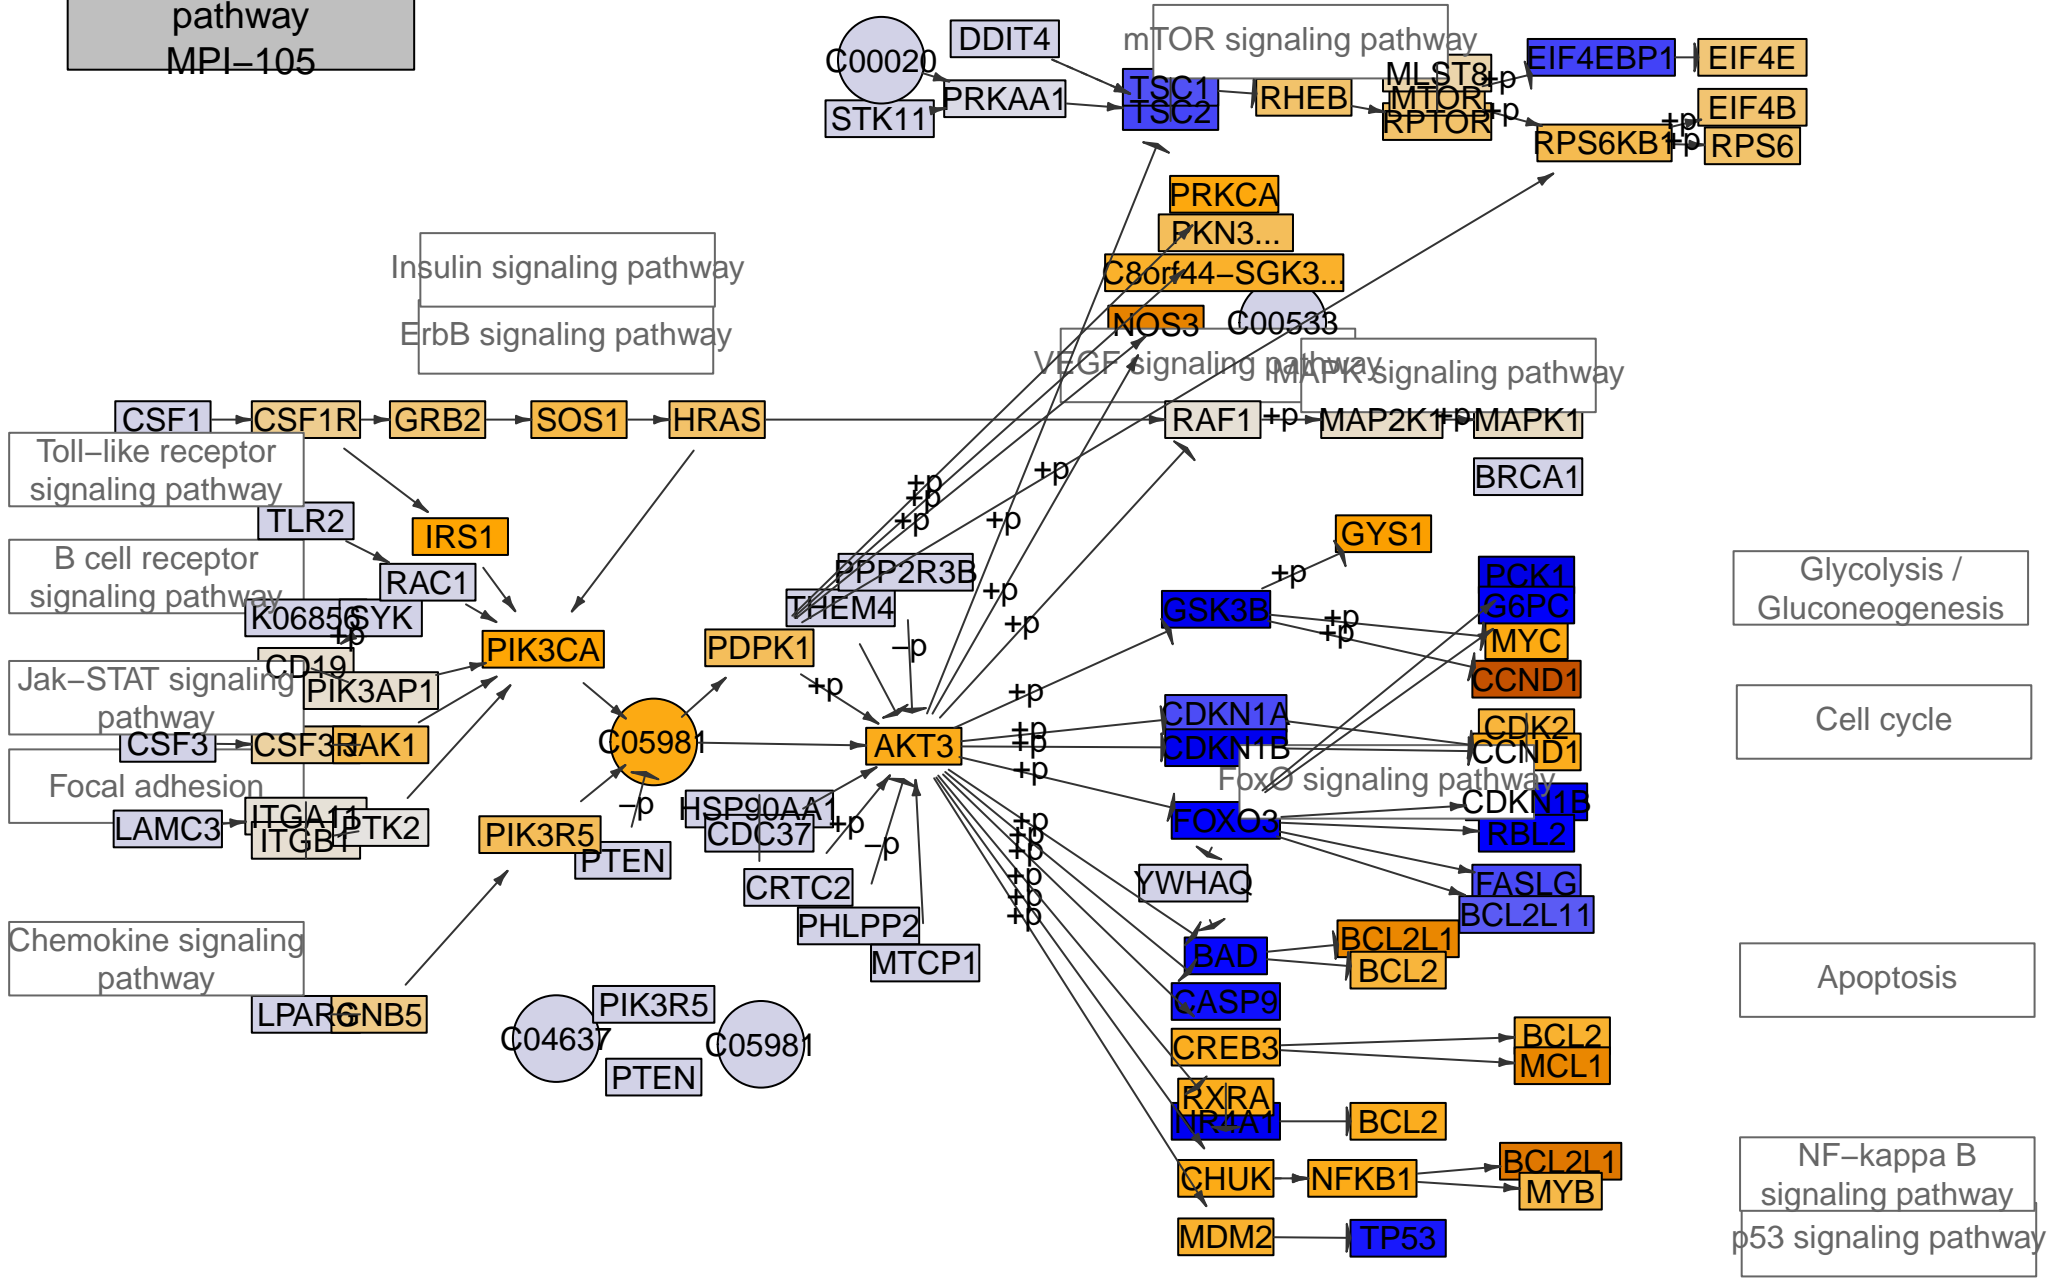 pathway
MPI–105
C00020
DDIT4
mTOR signaling pathway
STK11
PRKAA1
TSC1
TSC2
RHEB
MLST8
MTOR
RPTOR
+p
+p
EIF4EBP1
EIF4E
EIF4B
RPS6KB1
+p
+p
RPS6
PRKCA
PKN3...
C8orf44–SGK3...
NOS3
C00533
Insulin signaling pathway
ErbB signaling pathway
VEGF signaling pathway
MAPK signaling pathway
CSF1
CSF1R
GRB2
SOS1
HRAS
RAF1
+p
MAP2K1
+p
MAPK1
BRCA1
Toll–like receptor
signaling pathway
TLR2
IRS1
+p
+p
+p
+p
+p
GYS1
B cell receptor
signaling pathway
RAC1
K06856
SYK
+p
PPP2R3B
THEM4
+p
+p
GSK3B
+p
+p
+p
PCK1
G6PC
MYC
CCND1
Glycolysis /
Gluconeogenesis
CD19
PIK3AP1
PIK3CA
PDPK1
+p
–p
+p
Jak–STAT signaling
pathway
CSF3
CSF3R
JAK1
C05981
AKT3
+p
+p
CDKN1A
CDKN1B
CDK2
CCND1
Cell cycle
Focal adhesion
LAMC3
ITGA11
ITGB1
PTK2
PIK3R5
–p
PTEN
HSP90AA1
CDC37
+p
–p
+p
FoxO signaling pathway
FOXO3
CDKN1B
RBL2
FASLG
BCL2L11
CRTC2
PHLPP2
MTCP1
+p
+p
+p
+p
+p
+p
YWHAQ
BAD
BCL2L1
BCL2
Apoptosis
Chemokine signaling
pathway
LPAR6
GNB5
C04637
PIK3R5
PTEN
C05981
CASP9
CREB3
BCL2
MCL1
RXRA
NR4A1
BCL2
CHUK
NFKB1
BCL2L1
MYB
NF–kappa B
signaling pathway
MDM2
TP53
p53 signaling pathway